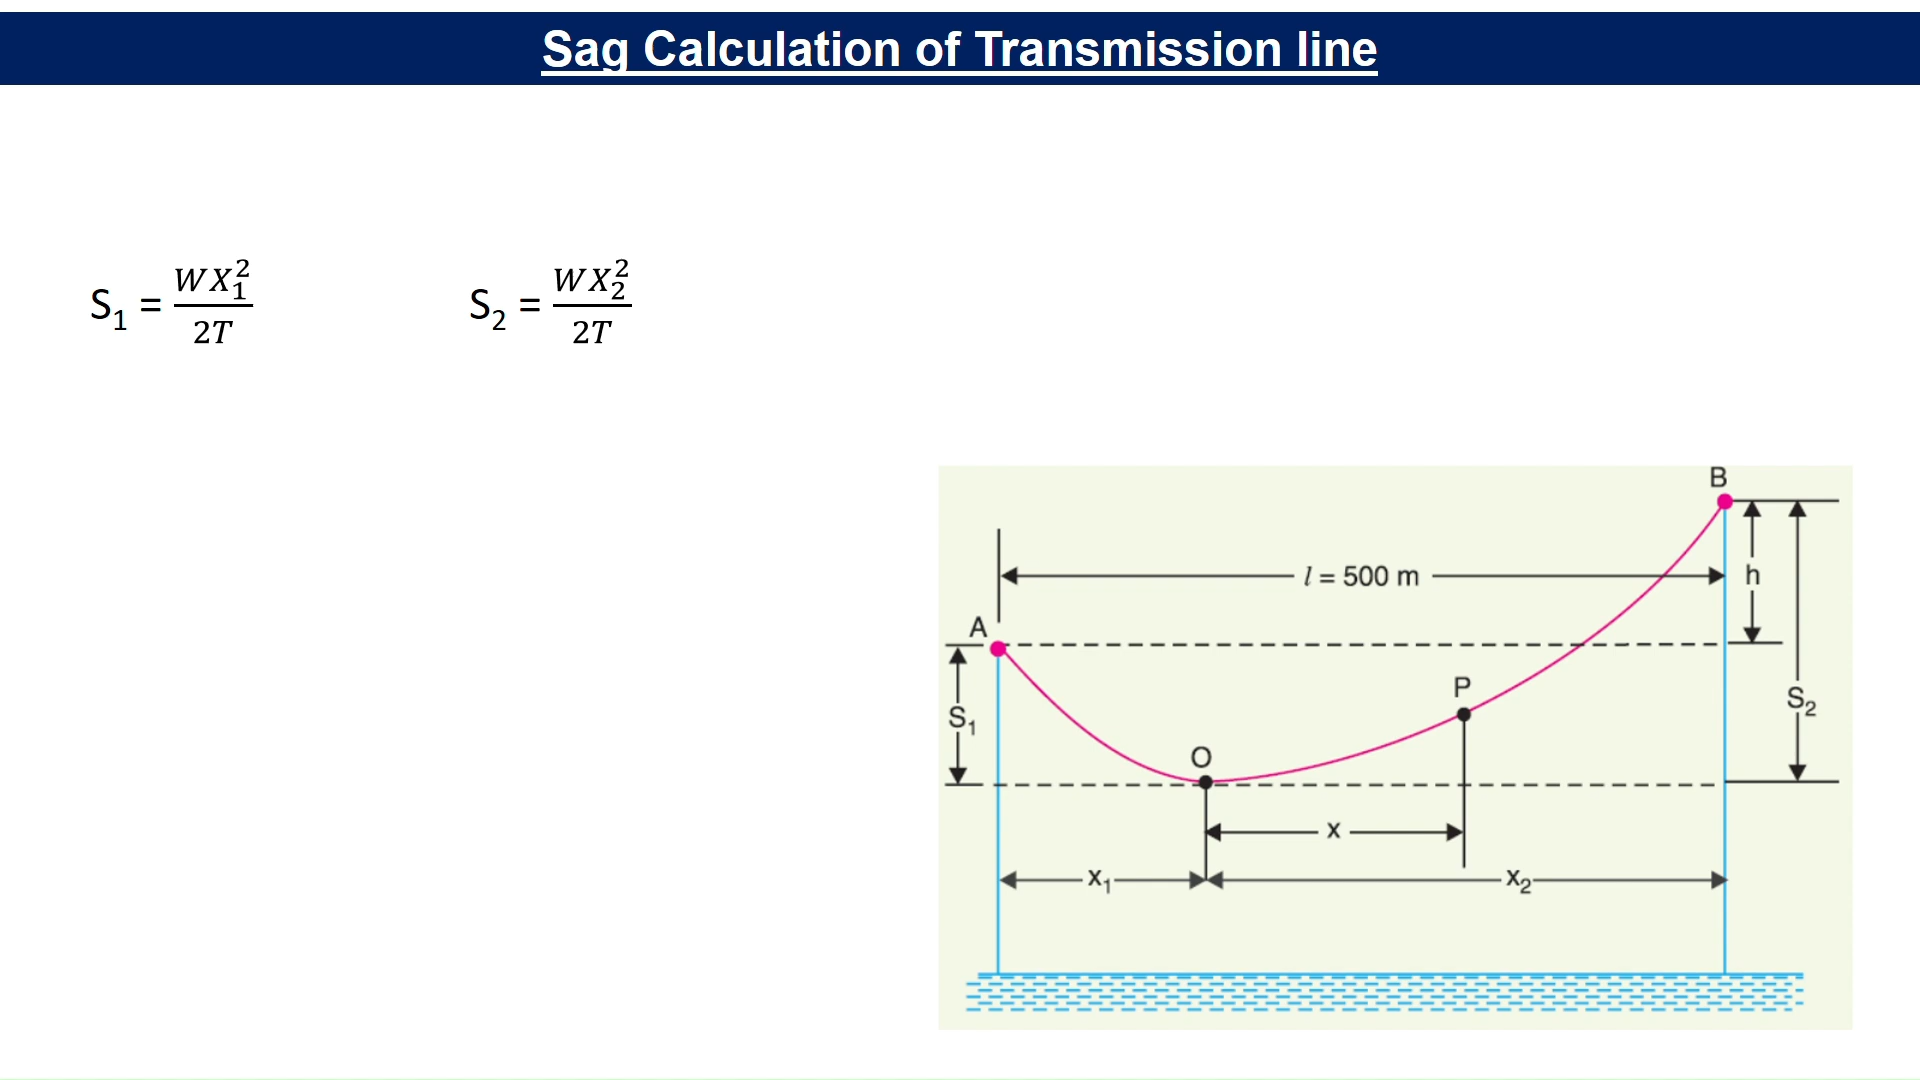 Sag Calculation of Transmission line
S₁ = WX₁²/2T
S₂ = WX₂²/2T
B
l = 500 m
h
A
P
S₁
S₂
O
x
x₁
x₂